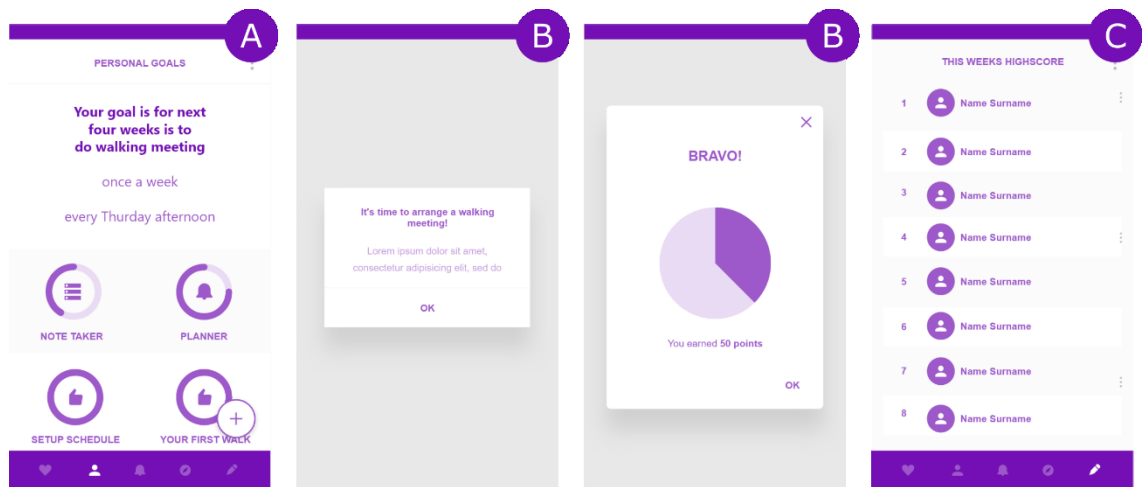 A
PERSONAL GOALS
Your goal is for next
four weeks is to
do walking meeting
once a week
every Thurday afternoon
NOTE TAKER
PLANNER
SETUP SCHEDULE
YOUR FIRST WALK
B
It's time to arrange a walking
meeting!
Lorem ipsum dolor sit amet,
consectetur adipisicing elit, sed do
OK
B
BRAVO!
You earned 50 points
OK
C
THIS WEEKS HIGHSCORE
1 Name Surname
2 Name Surname
3 Name Surname
4 Name Surname
5 Name Surname
6 Name Surname
7 Name Surname
8 Name Surname